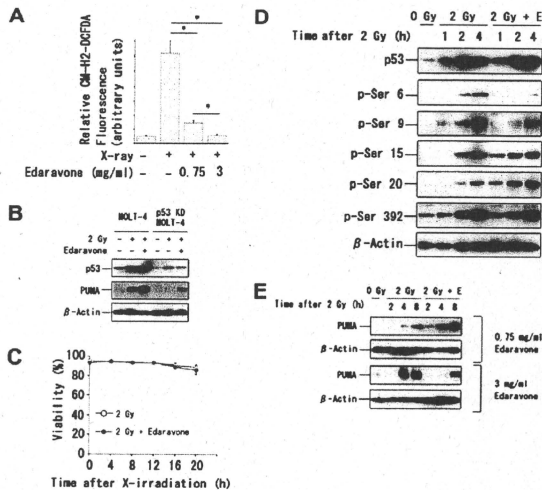 A
Relative CM-H2-DCFDA
Fluorescence
(arbitrary units)
X-ray – + + +
Edaravone (mg/ml) – – 0.75 3
B
MOLT-4
p53 KD
MOLT-4
2 Gy – + + – + +
Edaravone – – + – – +
p53
PUMA
β-Actin
C
Viability (%)
100
80
60
40
20
0
2 Gy
2 Gy + Edaravone
0 4 8 12 16 20
Time after X-irradiation (h)
D
0 Gy 2 Gy 2 Gy + E
Time after 2 Gy (h) 1 2 4 1 2 4
p53
p-Ser 6
p-Ser 9
p-Ser 15
p-Ser 20
p-Ser 392
β-Actin
E
0 Gy 2 Gy 2 Gy + E
Time after 2 Gy (h) 2 4 8 2 4 8
PUMA
β-Actin
0.75 mg/ml
Edaravone
PUMA
β-Actin
3 mg/ml
Edaravone